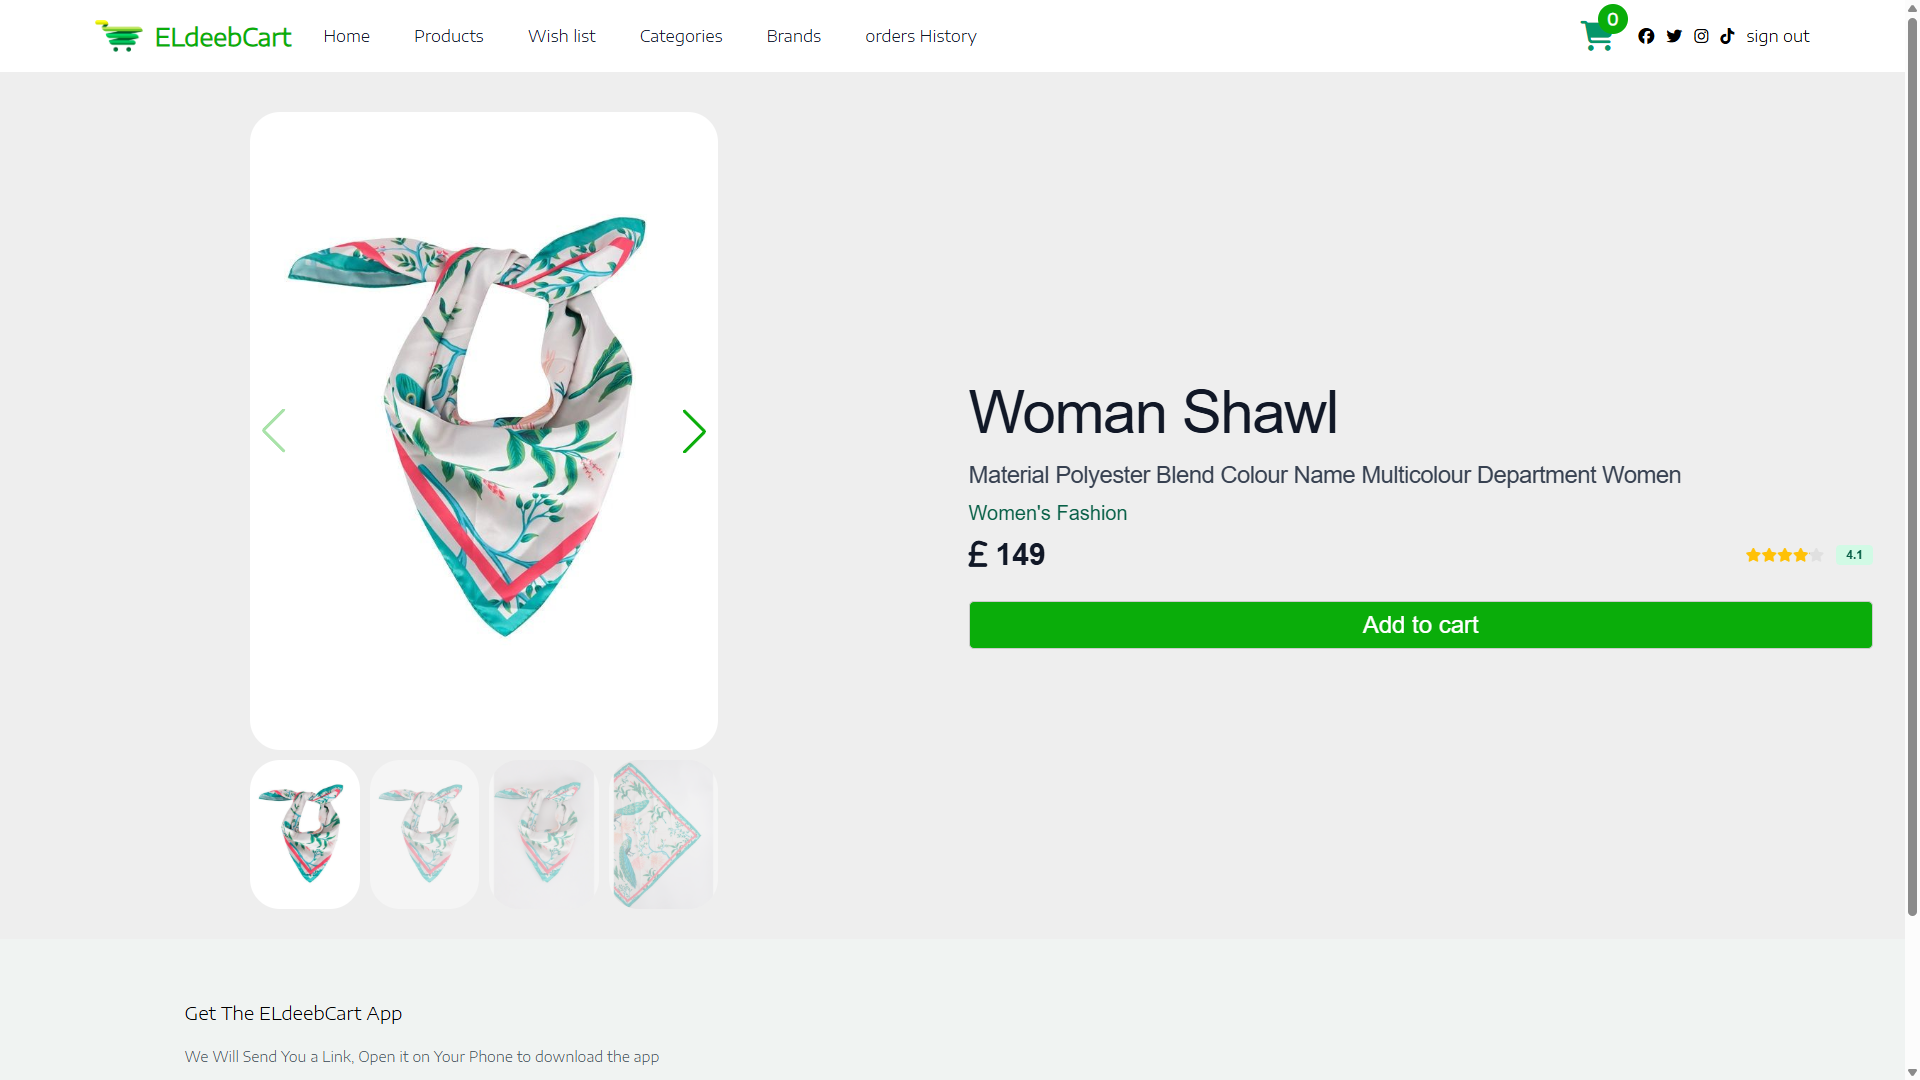 ELdeebCart
Home
Products
Wish list
Categories
Brands
orders History
0
sign out
Woman Shawl
Material Polyester Blend Colour Name Multicolour Department Women
Women's Fashion
£ 149
4.1
Add to cart
Get The ELdeebCart App
We Will Send You a Link, Open it on Your Phone to download the app